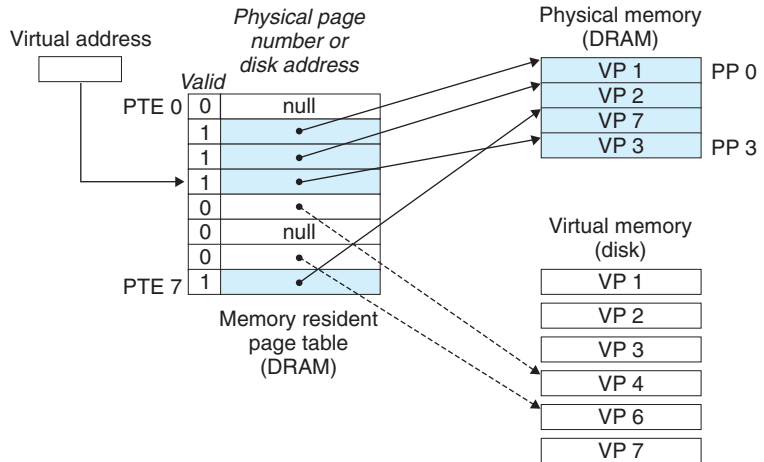 Virtual address
Physical page
number or
disk address
Valid
PTE 0
0
null
1
1
1
0
0
null
0
PTE 7
1
Memory resident
page table
(DRAM)
Physical memory
(DRAM)
VP 1
PP 0
VP 2
VP 7
VP 3
PP 3
Virtual memory
(disk)
VP 1
VP 2
VP 3
VP 4
VP 6
VP 7